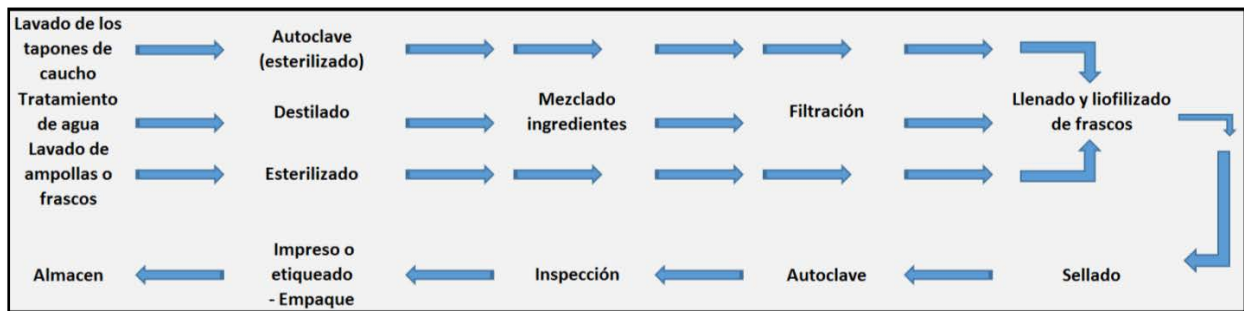 Lavado de los
tapones de
caucho
Autoclave
(esterilizado)
Tratamiento
de agua
Destilado
Mezclado
ingredientes
Filtración
Llenado y liofilizado
de frascos
Lavado de
ampollas o
frascos
Esterilizado
Almacen
Impreso o
etiqueado
- Empaque
Inspección
Autoclave
Sellado